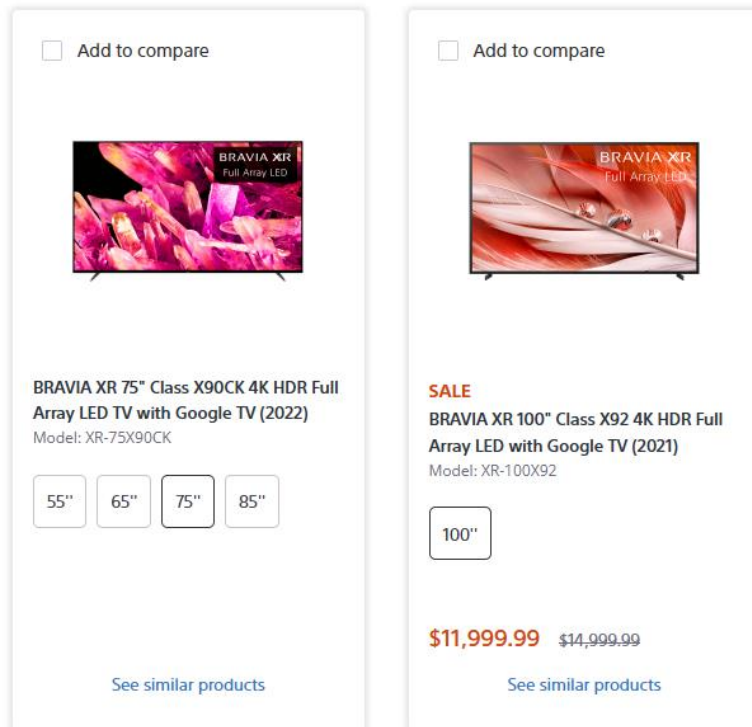 Add to compare
BRAVIA XR
Full Array LED
BRAVIA XR 75" Class X90CK 4K HDR Full
Array LED TV with Google TV (2022)
Model: XR-75X90CK
55" 65" 75" 85"
See similar products
Add to compare
BRAVIA XR
Full Array LED
SALE
BRAVIA XR 100" Class X92 4K HDR Full
Array LED with Google TV (2021)
Model: XR-100X92
100"
$11,999.99 $14,999.99
See similar products